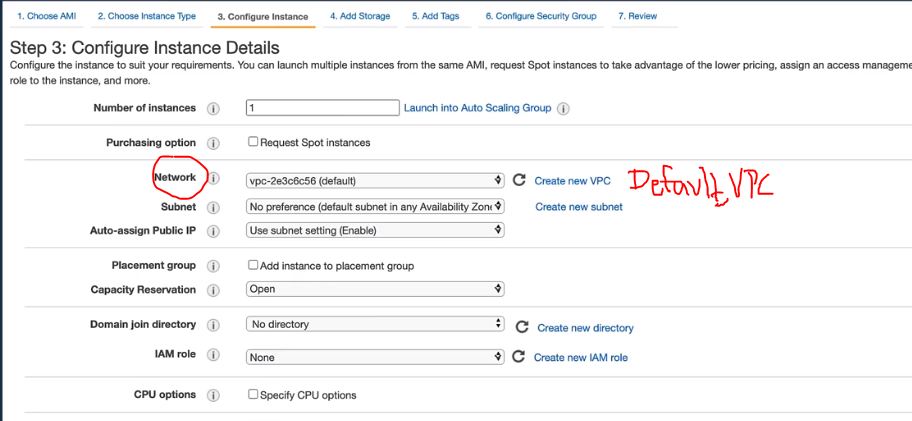 1. Choose AMI 2. Choose Instance Type 3. Configure Instance 4. Add Storage 5. Add Tags 6. Configure Security Group 7. Review
Step 3: Configure Instance Details
Configure the instance to suit your requirements. You can launch multiple instances from the same AMI, request Spot instances to take advantage of the lower pricing, assign an access manageme
role to the instance, and more.
Number of instances 1 Launch into Auto Scaling Group
Purchasing option Request Spot instances
Network vpc-2e3c6c56 (default) Create new VPC Default VPC
Subnet No preference (default subnet in any Availability Zon Create new subnet
Auto-assign Public IP Use subnet setting (Enable)
Placement group Add instance to placement group
Capacity Reservation Open
Domain join directory No directory Create new directory
IAM role None Create new IAM role
CPU options Specify CPU options